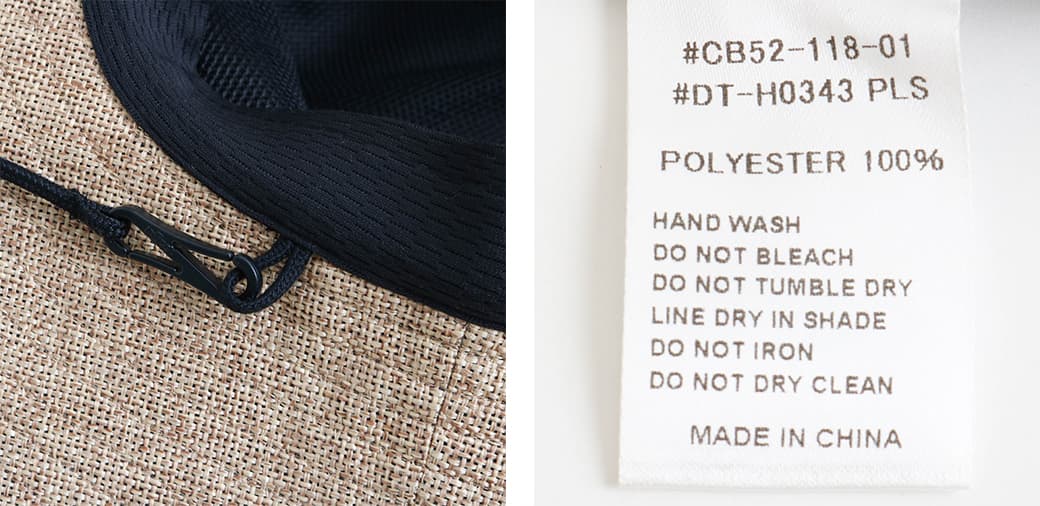 #CB52-118-01
#DT-H0343 PLS
POLYESTER 100%
HAND WASH
DO NOT BLEACH
DO NOT TUMBLE DRY
LINE DRY IN SHADE
DO NOT IRON
DO NOT DRY CLEAN
MADE IN CHINA